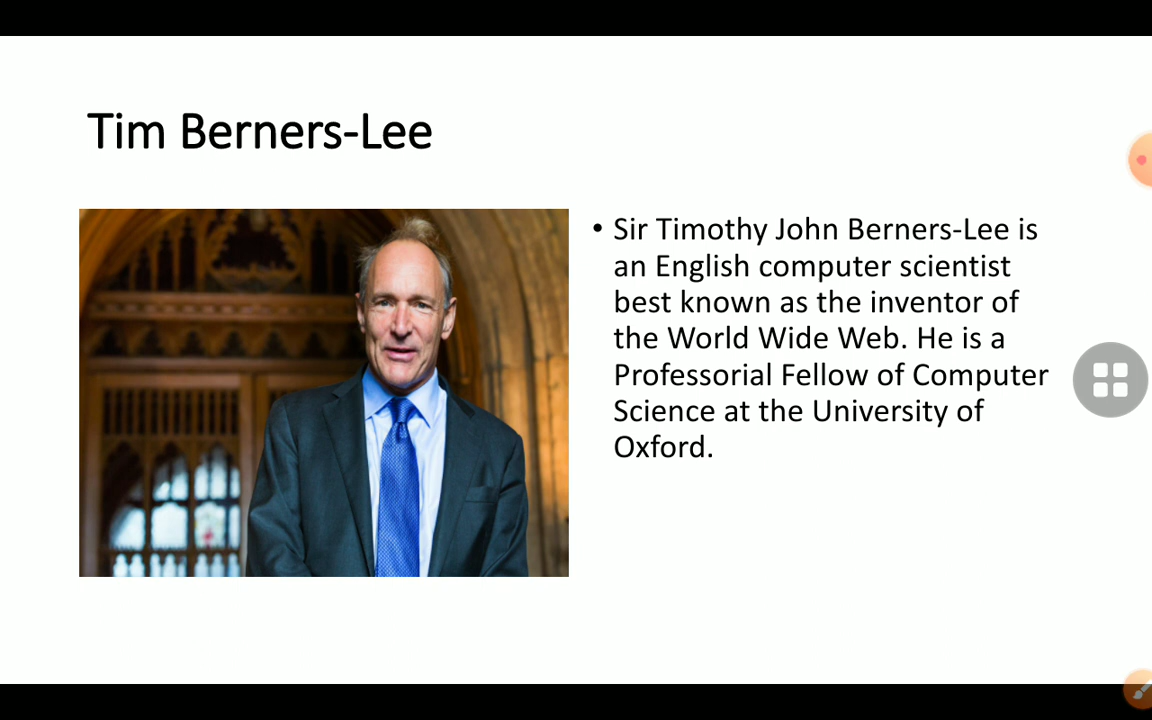 Tim Berners-Lee
• Sir Timothy John Berners-Lee is
an English computer scientist
best known as the inventor of
the World Wide Web. He is a
Professorial Fellow of Computer
Science at the University of
Oxford.